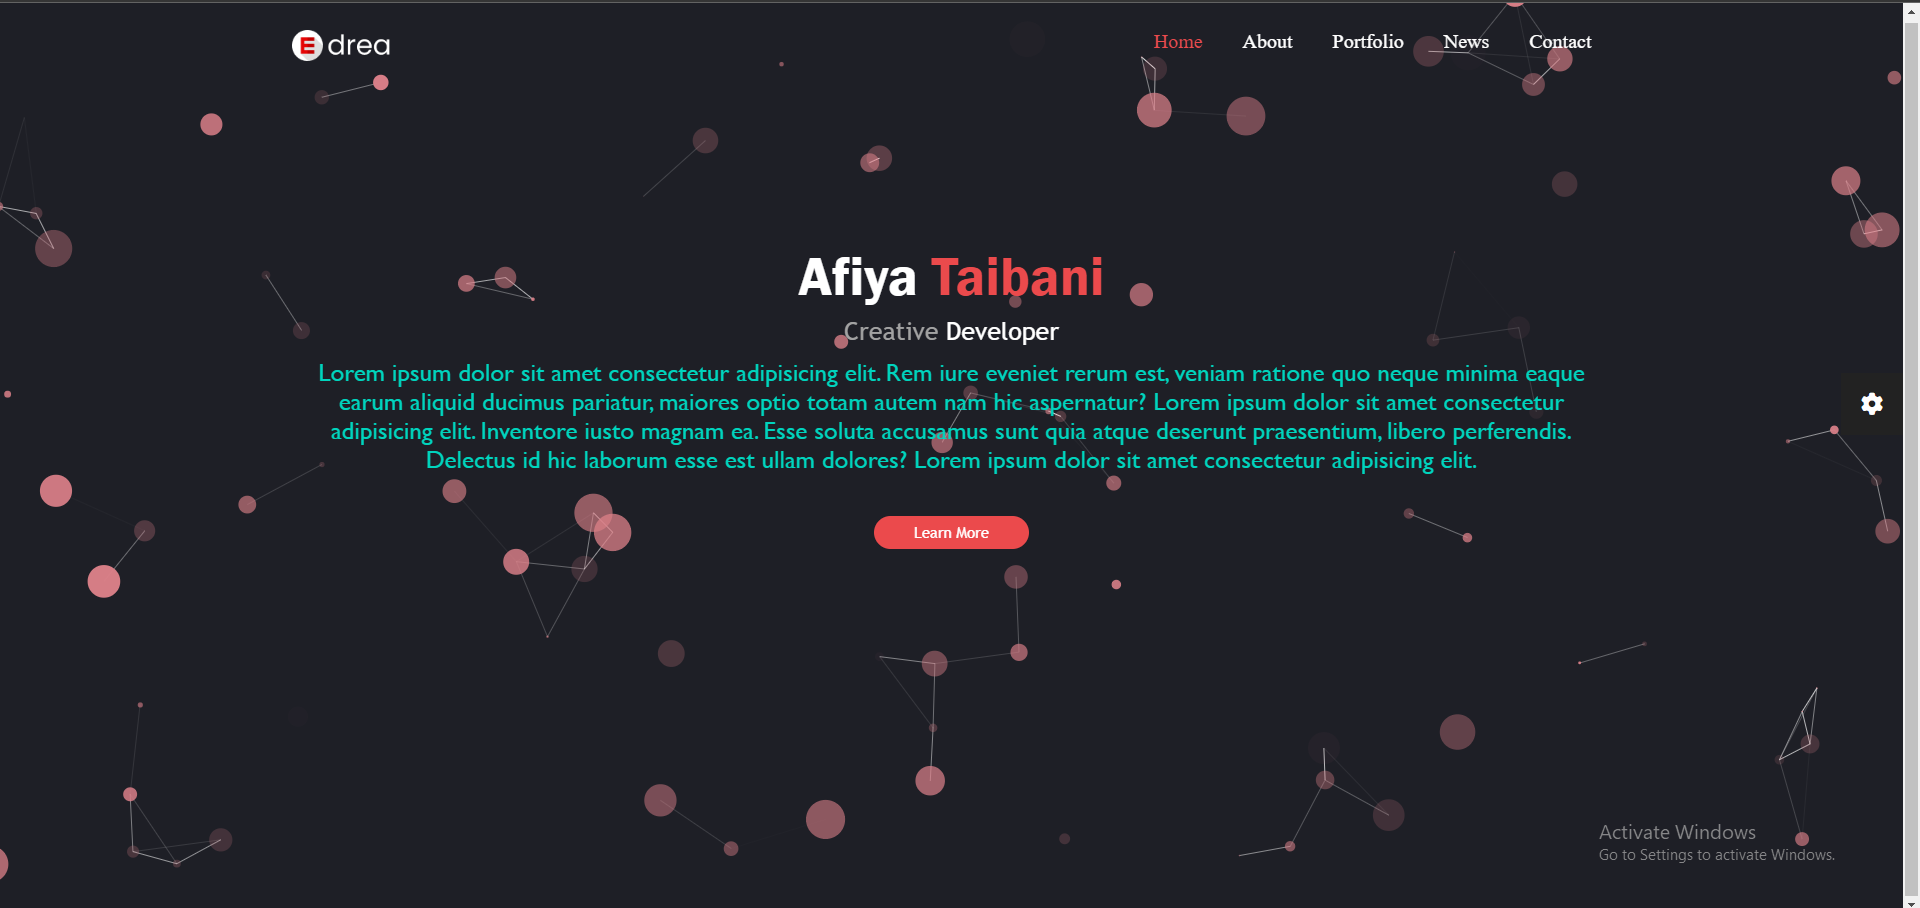 E drea
Home About Portfolio News Contact
Afiya Taibani
Creative Developer
Lorem ipsum dolor sit amet consectetur adipisicing elit. Rem iure eveniet rerum est, veniam ratione quo neque minima eaque
earum aliquid ducimus pariatur, maiores optio totam autem nam hic aspernatur? Lorem ipsum dolor sit amet consectetur
adipisicing elit. Inventore iusto magnam ea. Esse soluta accusamus sunt quia atque deserunt praesentium, libero perferendis.
Delectus id hic laborum esse est ullam dolores? Lorem ipsum dolor sit amet consectetur adipisicing elit.
Learn More
Activate Windows
Go to Settings to activate Windows.